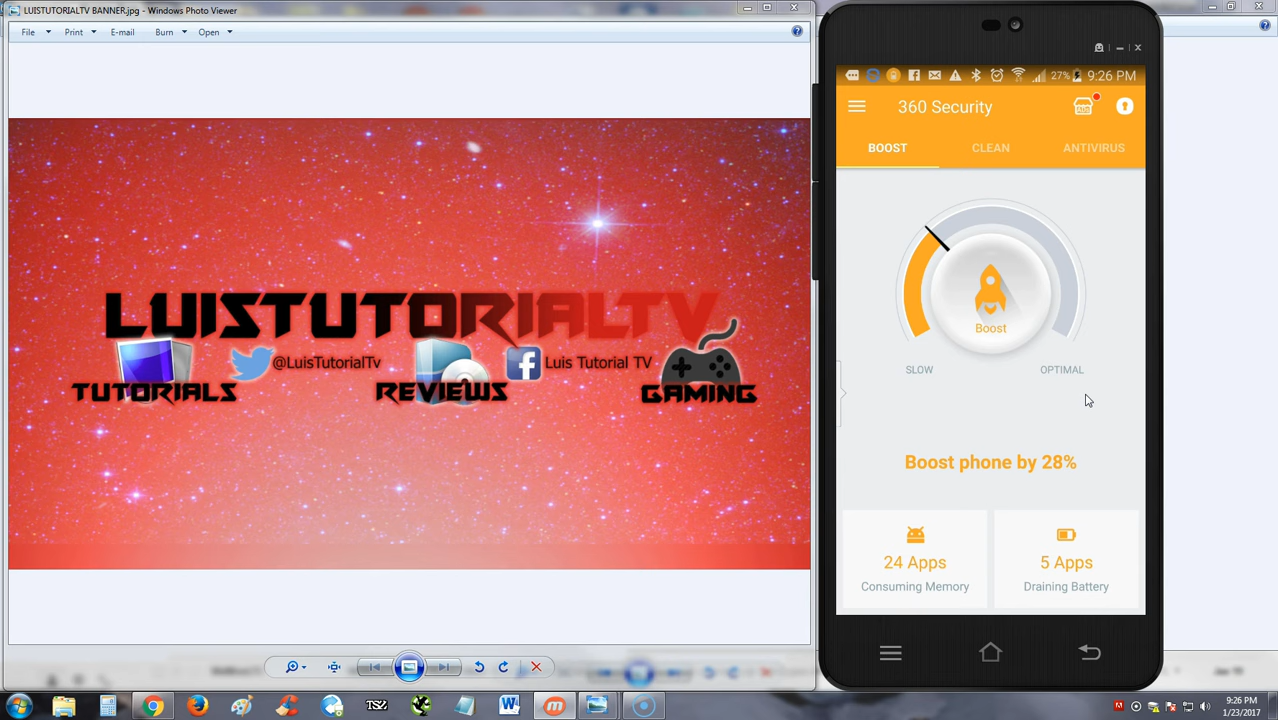 LUISTUTORIALTV BANNER.jpg - Windows Photo Viewer
File Print E-mail Burn Open
LUISTUTORIALTV
@LuisTutorialTv
Luis Tutorial TV
TUTORIALS
REVIEWS
GAMING
27% 9:26 PM
360 Security
BOOST CLEAN ANTIVIRUS
Boost
SLOW OPTIMAL
Boost phone by 28%
24 Apps
Consuming Memory
5 Apps
Draining Battery
TSZ
9:26 PM
1/23/2017